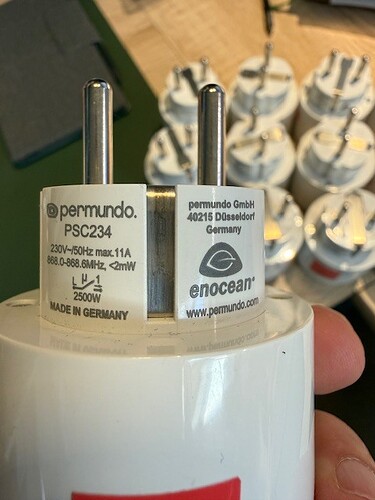 permundo.
PSC234
230V~/50Hz max.11A
868.0-868.6MHz, <2mW
L μ 1
2500W
MADE IN GERMANY
permundo GmbH
40215 Düsseldorf
Germany
enocean®
www.permundo.com